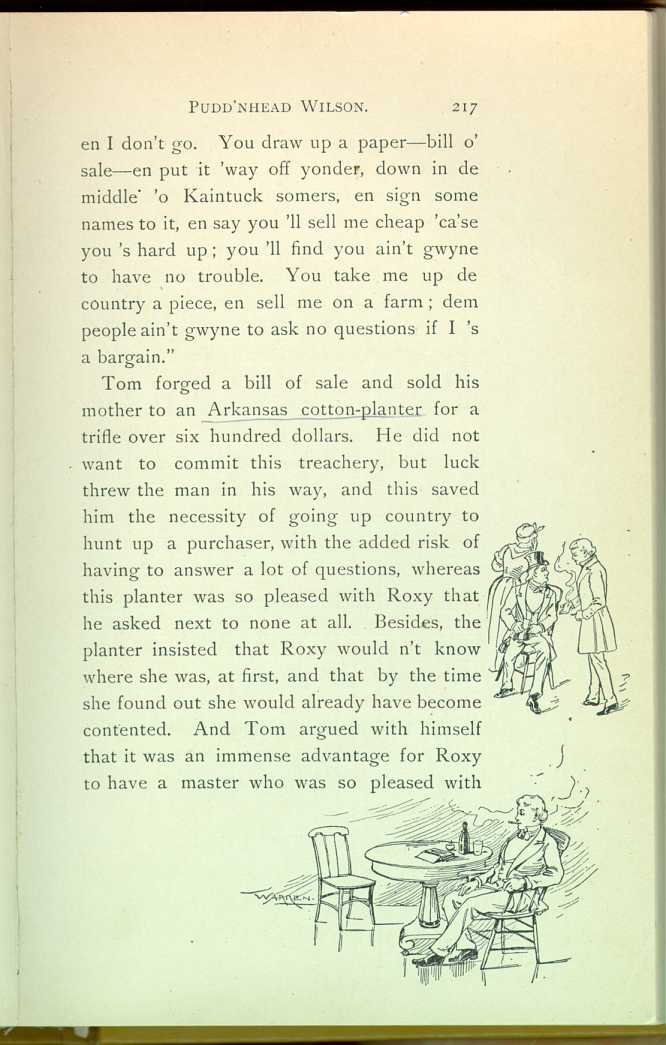 PUDD'NHEAD WILSON. 217
en I don't go. You draw up a paper—bill o'
sale—en put it 'way off yonder, down in de
middle 'o Kaintuck somers, en sign some
names to it, en say you 'll sell me cheap 'ca'se
you 's hard up; you 'll find you ain't gwyne
to have no trouble. You take me up de
country a piece, en sell me on a farm; dem
people ain't gwyne to ask no questions if I 's
a bargain.”
Tom forged a bill of sale and sold his
mother to an Arkansas cotton-planter for a
trifle over six hundred dollars. He did not
want to commit this treachery, but luck
threw the man in his way, and this saved
him the necessity of going up country to
hunt up a purchaser, with the added risk of
having to answer a lot of questions, whereas
this planter was so pleased with Roxy that
he asked next to none at all. Besides, the
planter insisted that Roxy would n't know
where she was, at first, and that by the time
she found out she would already have become
contented. And Tom argued with himself
that it was an immense advantage for Roxy
to have a master who was so pleased with
WARREN.